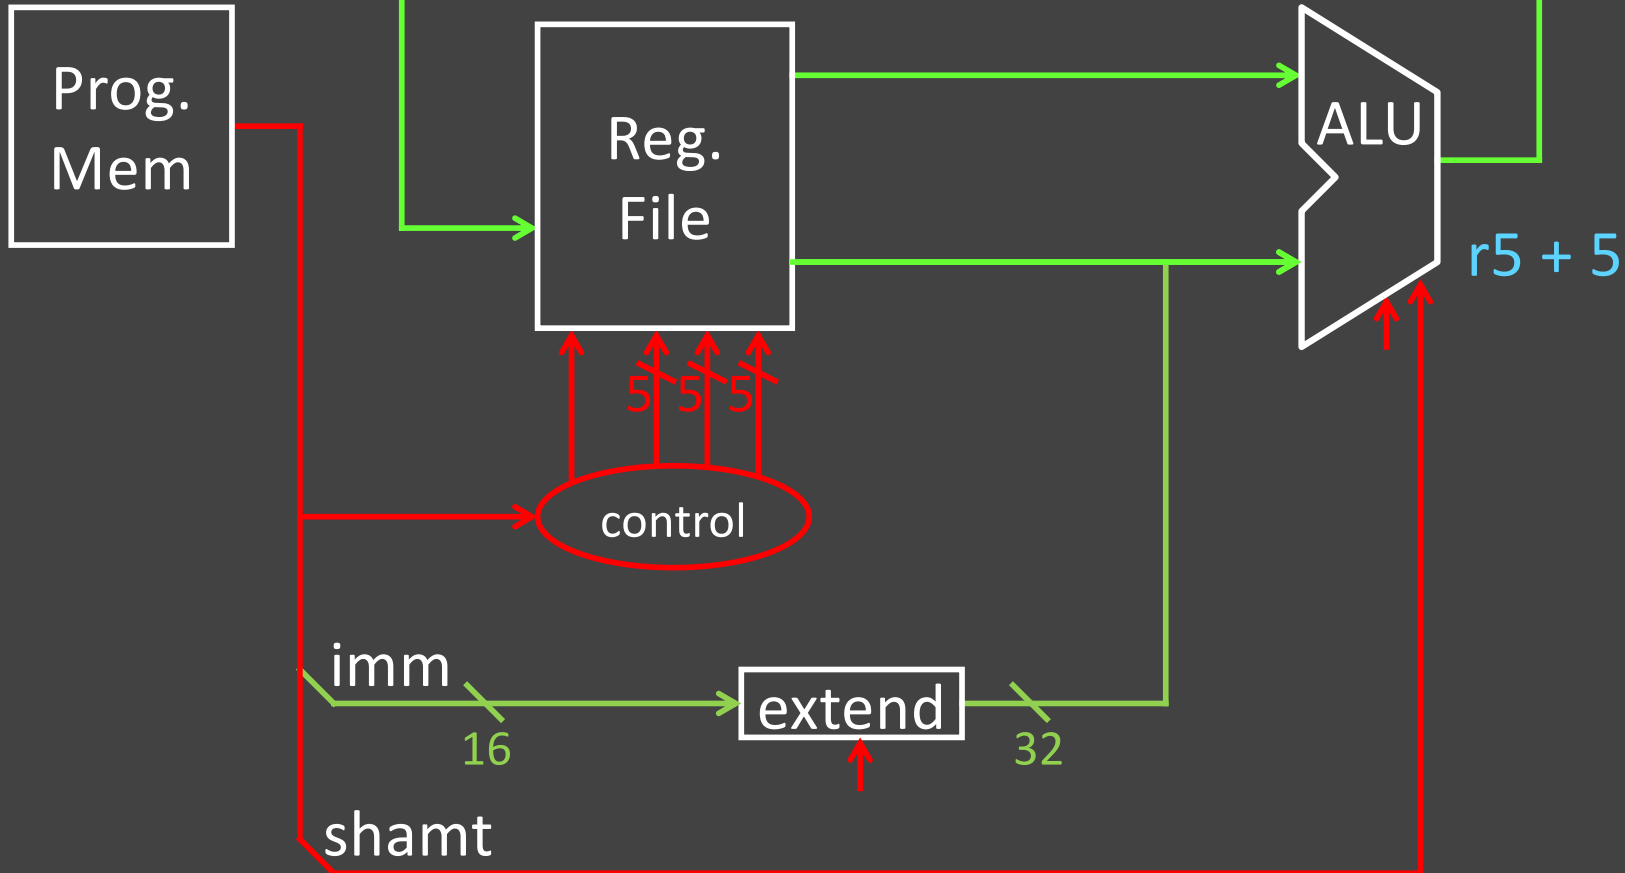 Prog.
Mem
Reg.
File
ALU
r5 + 5
5 5 5
control
imm
16
extend
32
shamt